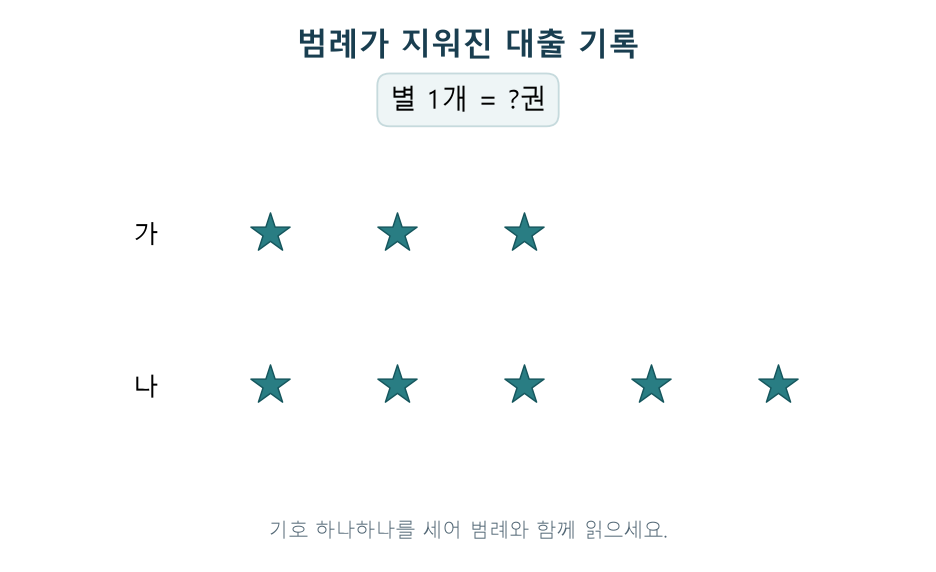 범례가 지워진 대출 기록
별 1개 = ?권
가
나
기호 하나하나를 세어 범례와 함께 읽으세요.